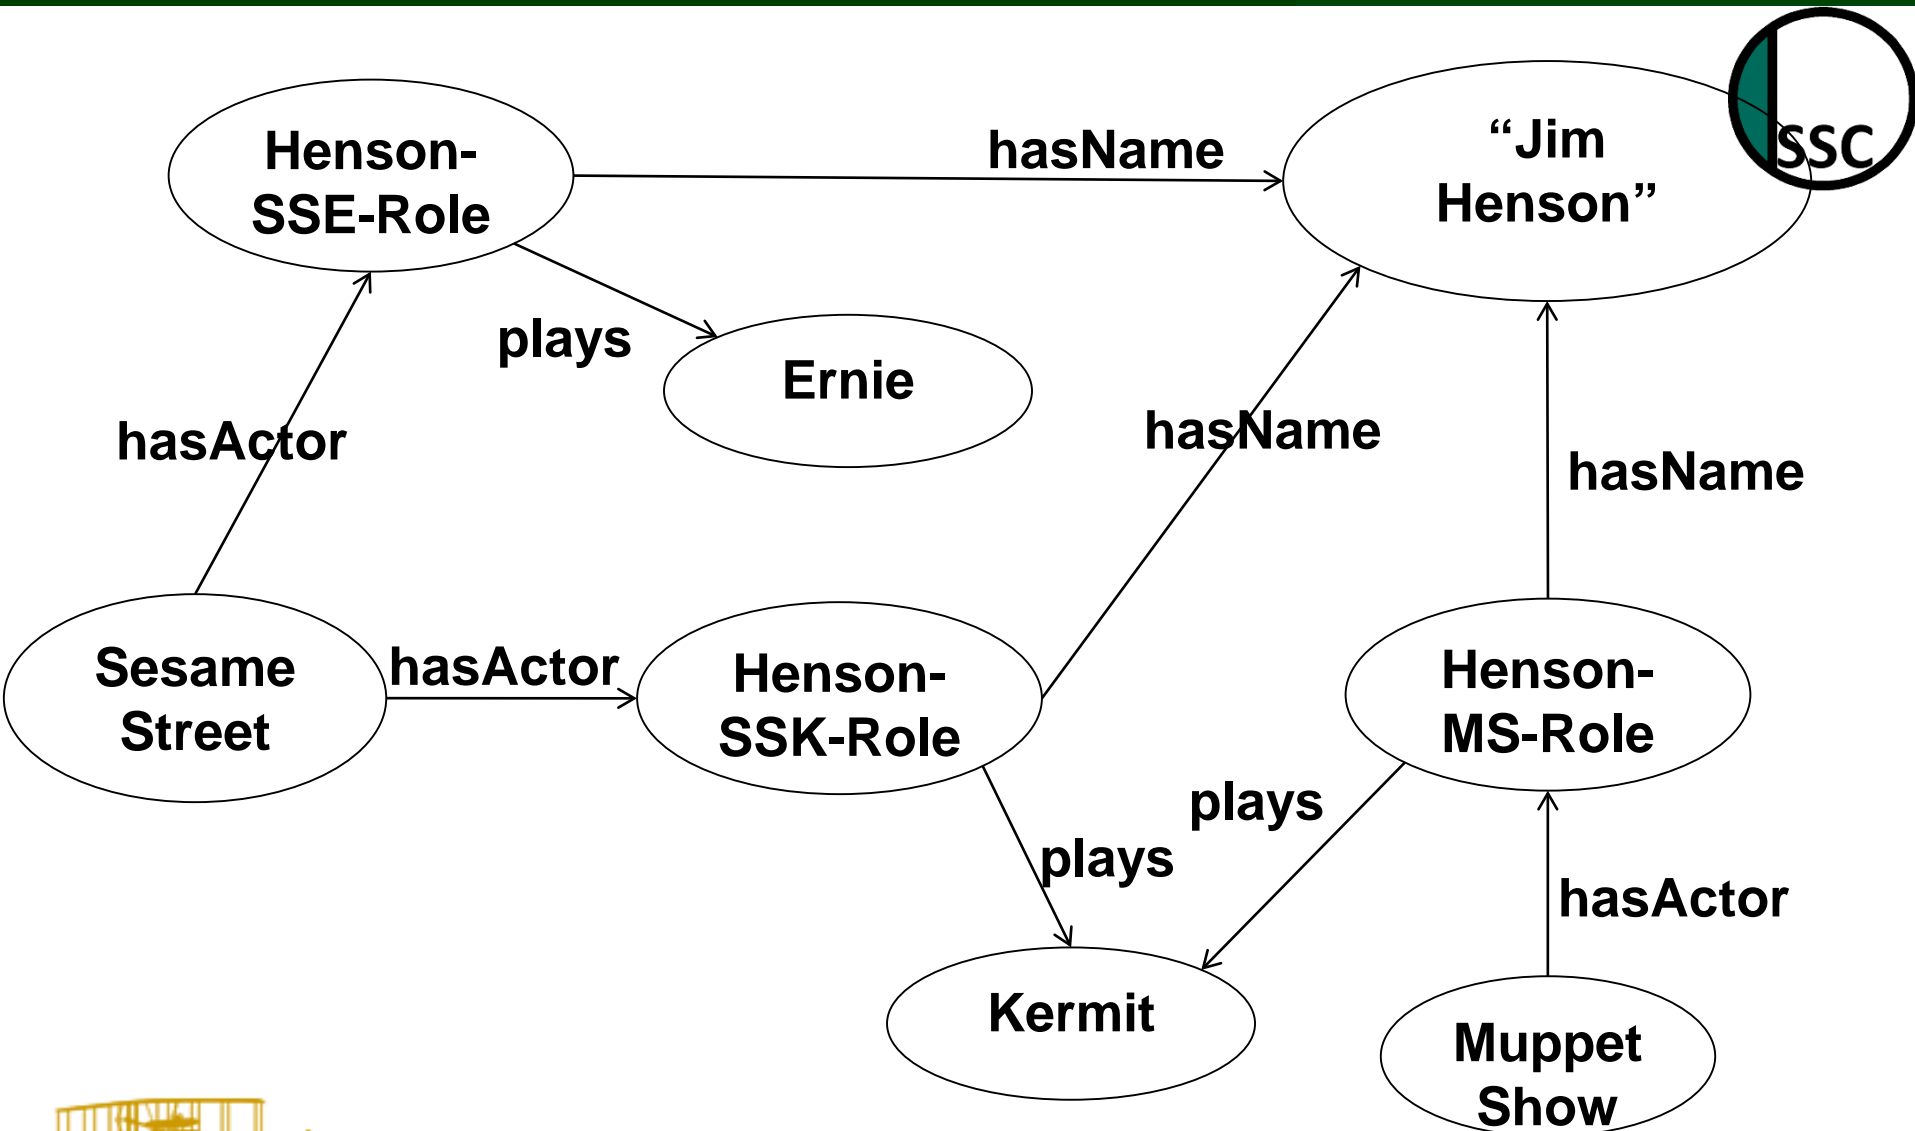 Henson-
SSE-Role
hasName
“Jim
Henson”
SSC
plays
Ernie
hasActor
hasName
hasName
Sesame
Street
hasActor
Henson-
SSK-Role
Henson-
MS-Role
plays
plays
hasActor
Kermit
Muppet
Show